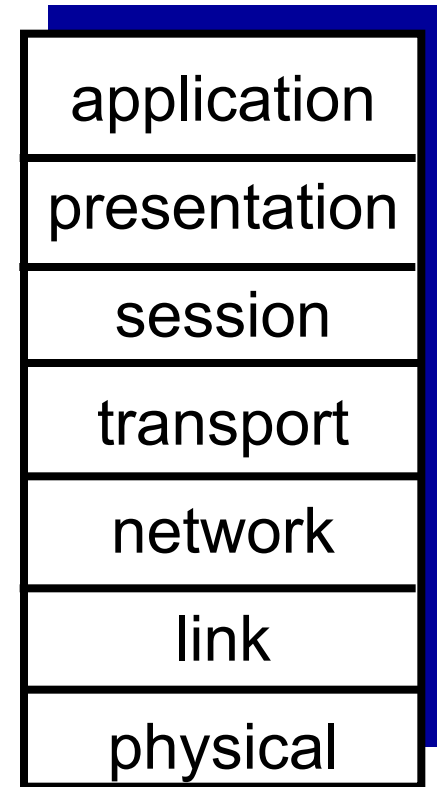 application
presentation
session
transport
network
link
physical